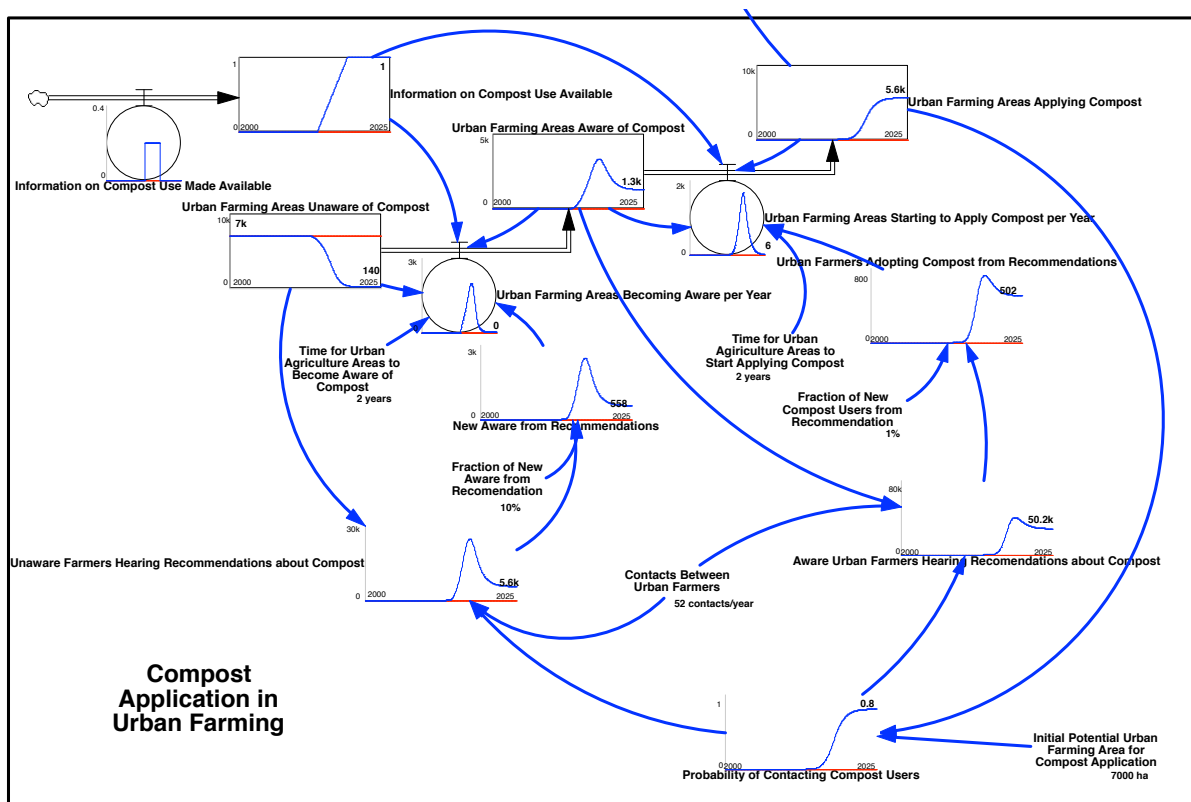 10k
1
1
Information on Compost Use Available
5.6k
Urban Farming Areas Applying Compost
0
2000
2025
0
2000
2025
0.4
0
Information on Compost Use Made Available
Urban Farming Areas Aware of Compost
5k
1.3k
0
2000
2025
2k
0
6
Urban Farming Areas Starting to Apply Compost per Year
Urban Farming Areas Unaware of Compost
10k
7k
140
0
2000
2025
3k
0
Urban Farming Areas Becoming Aware per Year
Urban Farmers Adopting Compost from Recommendations
800
502
0
2000
2025
Time for Urban
Agriculture Areas to
Become Aware of
Compost
2 years
Time for Urban
Agiriculture Areas to
Start Applying Compost
2 years
3k
558
0
2000
2025
New Aware from Recommendations
Fraction of New
Compost Users from
Recommendation
1%
Fraction of New
Aware from
Recomendation
10%
80k
50.2k
0
2000
2025
Aware Urban Farmers Hearing Recomendations about Compost
30k
5.6k
0
2000
2025
Unaware Farmers Hearing Recommendations about Compost
Contacts Between
Urban Farmers
52 contacts/year
Compost
Application in
Urban Farming
1
0.8
0
2000
2025
Probability of Contacting Compost Users
Initial Potential Urban
Farming Area for
Compost Application
7000 ha